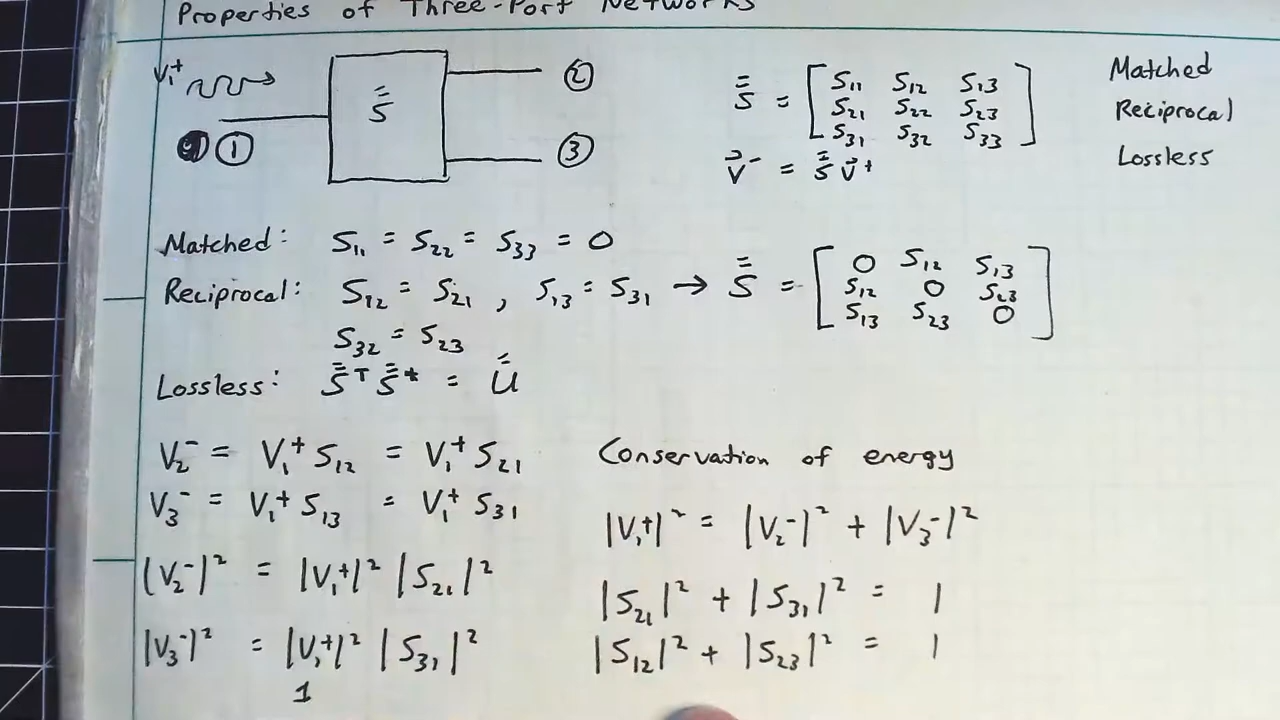 Properties of Three-Port Networks
V₁⁺ S̿ ②
① ③
S̿ = [ S₁₁ S₁₂ S₁₃
S₂₁ S₂₂ S₂₃
S₃₁ S₃₂ S₃₃ ]
V⃗⁻ = S̿ V⃗⁺
Matched
Reciprocal
Lossless
Matched: S₁₁ = S₂₂ = S₃₃ = 0
Reciprocal: S₁₂ = S₂₁ , S₁₃ = S₃₁ → S̿ = [ 0 S₁₂ S₁₃
S₁₂ 0 S₂₃
S₁₃ S₂₃ 0 ]
S₃₂ = S₂₃
Lossless: S̿ᵀ S̿* = U̿
V₂⁻ = V₁⁺ S₁₂ = V₁⁺ S₂₁
V₃⁻ = V₁⁺ S₁₃ = V₁⁺ S₃₁
|V₂⁻|² = |V₁⁺|² |S₂₁|²
|V₃⁻|² = |V₁⁺|² |S₃₁|²
1
Conservation of energy
|V₁⁺|² = |V₂⁻|² + |V₃⁻|²
|S₂₁|² + |S₃₁|² = 1
|S₁₂|² + |S₂₃|² = 1